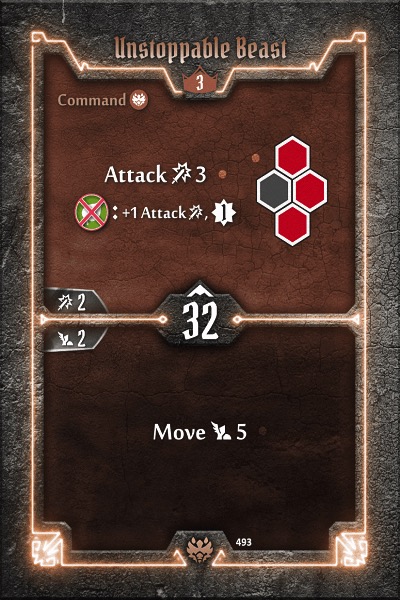 Unstoppable Beast
3
Command
Attack 3
: +1 Attack , 1
2
32
2
Move 5
493